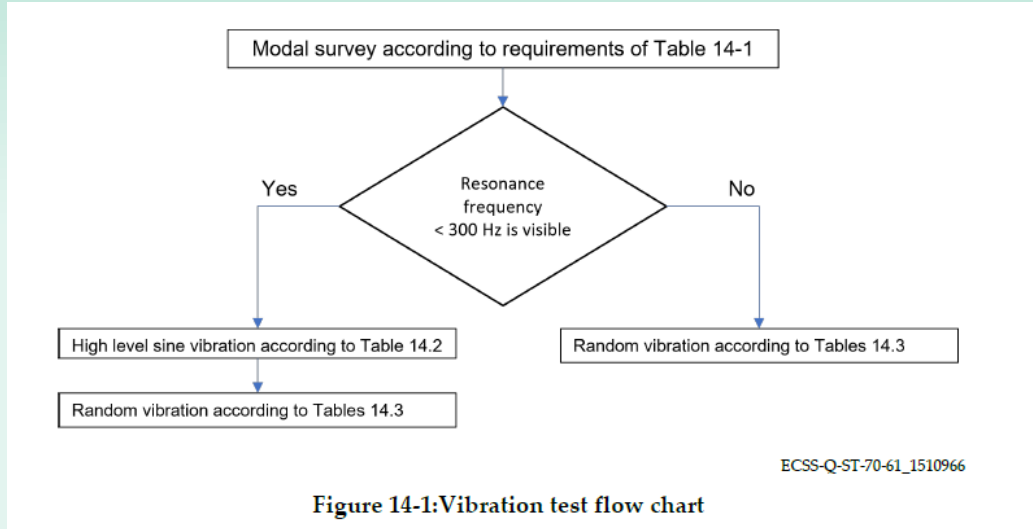 Modal survey according to requirements of Table 14-1
Resonance
frequency
< 300 Hz is visible
Yes
No
High level sine vibration according to Table 14.2
Random vibration according to Tables 14.3
Random vibration according to Tables 14.3
ECSS-Q-ST-70-61_1510966
Figure 14-1:Vibration test flow chart